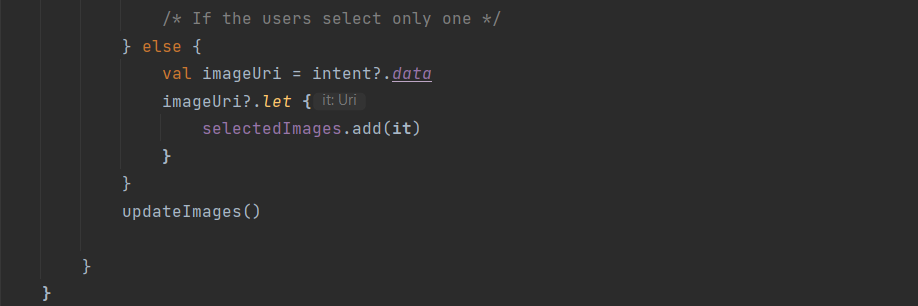 /* If the users select only one */
} else {
val imageUri = intent?.data
imageUri?.let { it: Uri
selectedImages.add(it)
}
}
updateImages()
}
}